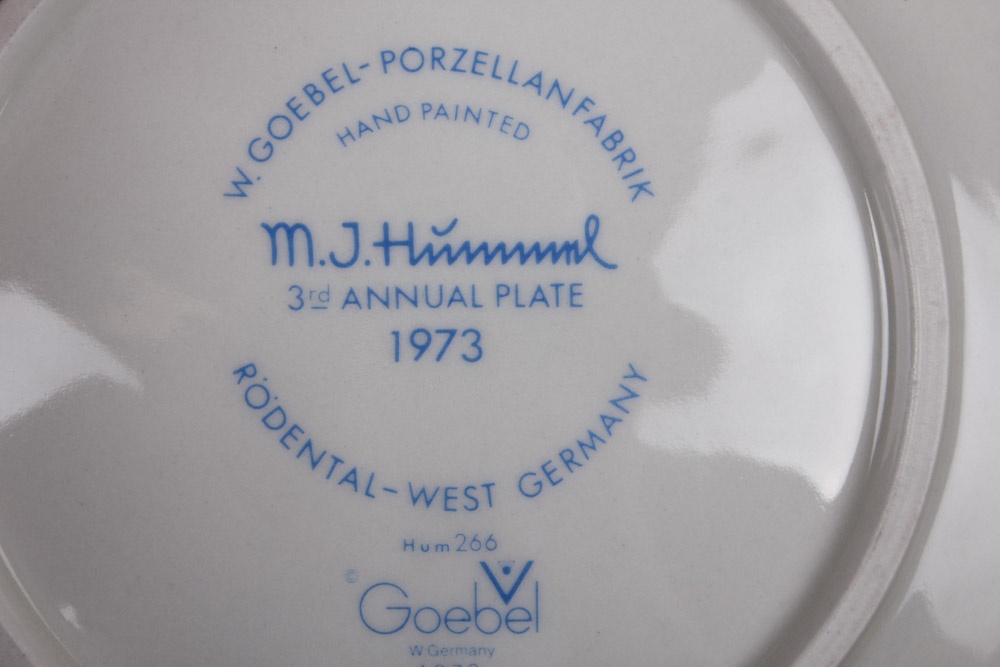 W. GOEBEL-PORZELLANFABRIK
HAND PAINTED
M.J.Hummel
3rd ANNUAL PLATE
1973
RÖDENTAL-WEST GERMANY
Hum 266
© Goebel
W. Germany